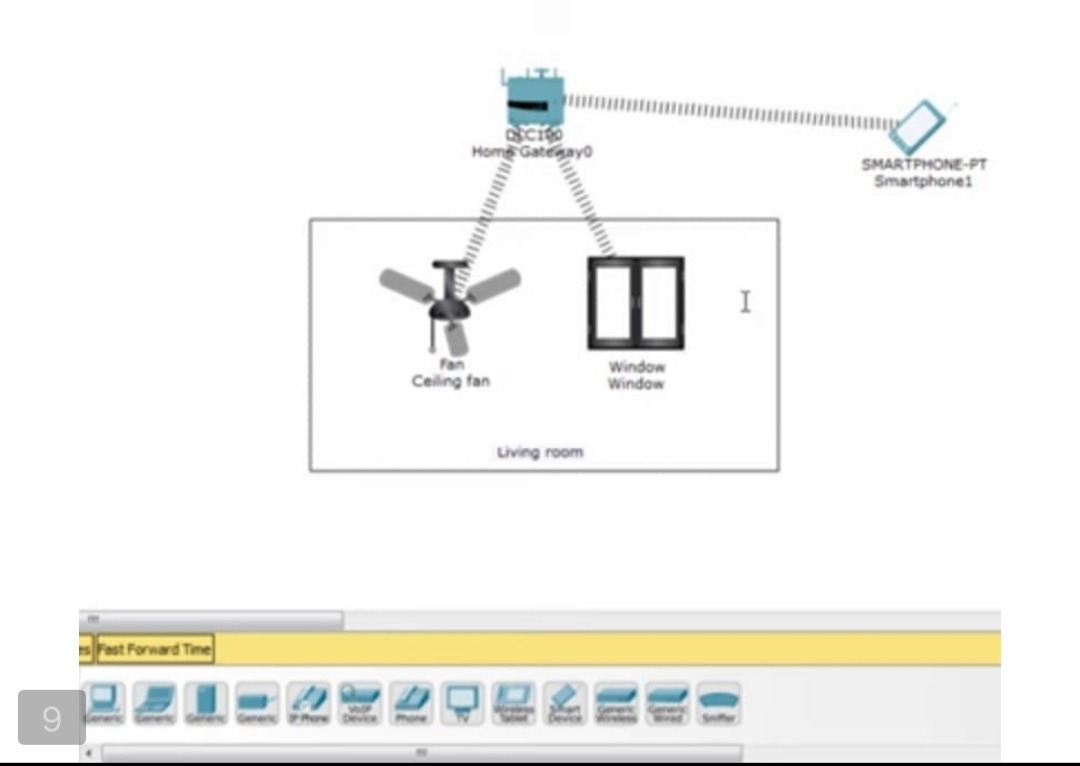 DLC100
Home Gateway0
SMARTPHONE-PT
Smartphone1
Fan
Ceiling fan
Window
Window
Living room
es
Fast Forward Time
Generic
Generic
Generic
Generic
IP Phone
VoIP
Device
Phone
TV
Wireless
Tablet
Smart
Device
Generic
Wireless
Generic
Wired
Sniffer
9